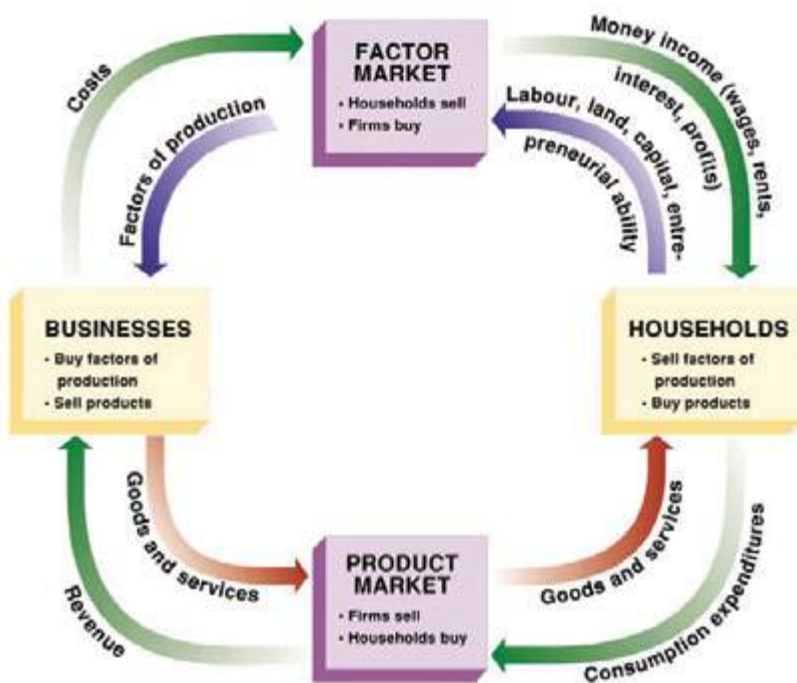 FACTOR
MARKET
• Households sell
• Firms buy
Costs
Factors of production
Money income (wages, rents,
interest, profits)
Labour, land, capital, entre-
preneurial ability
BUSINESSES
• Buy factors of
production
• Sell products
HOUSEHOLDS
• Sell factors of
production
• Buy products
Goods and services
Revenue
PRODUCT
MARKET
• Firms sell
• Households buy
Goods and services
Consumption expenditures